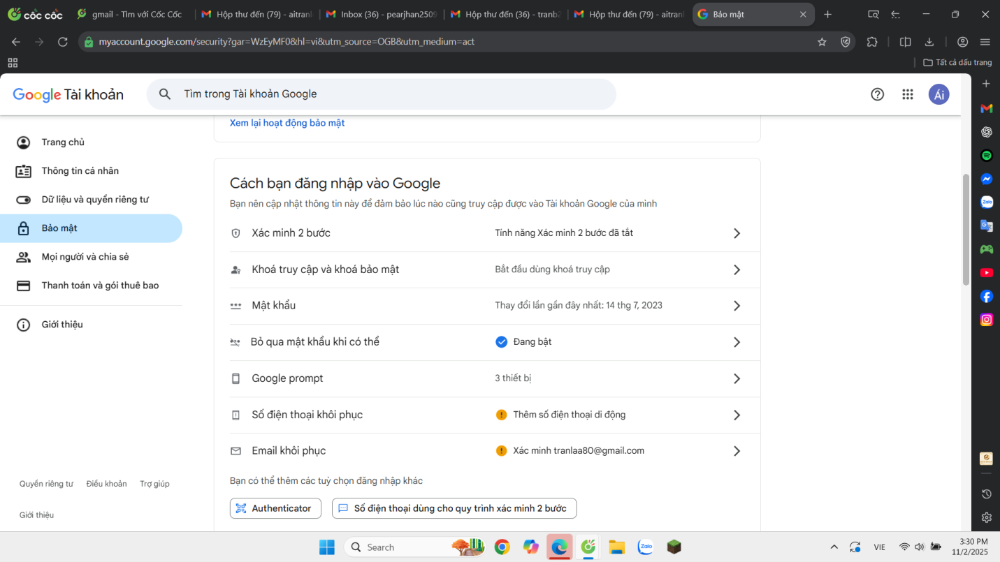 cốc cốc
gmail - Tìm với Cốc Cốc
Hộp thư đến (79) - aitran
Inbox (36) - pearjhan2509
Hộp thư đến (36) - tranb2
Hộp thư đến (79) - aitran
Bảo mật
myaccount.google.com/security?gar=WzEyMF0&hl=vi&utm_source=OGB&utm_medium=act
Tất cả dấu trang
Google Tài khoản
Tìm trong Tài khoản Google
Ái
Xem lại hoạt động bảo mật
Trang chủ
Thông tin cá nhân
Dữ liệu và quyền riêng tư
Bảo mật
Mọi người và chia sẻ
Thanh toán và gói thuê bao
Giới thiệu
Cách bạn đăng nhập vào Google
Bạn nên cập nhật thông tin này để đảm bảo lúc nào cũng truy cập được vào Tài khoản Google của mình
Xác minh 2 bước
Tính năng Xác minh 2 bước đã tắt
Khoá truy cập và khoá bảo mật
Bắt đầu dùng khoá truy cập
Mật khẩu
Thay đổi lần gần đây nhất: 14 thg 7, 2023
Bỏ qua mật khẩu khi có thể
Đang bật
Google prompt
3 thiết bị
Số điện thoại khôi phục
Thêm số điện thoại di động
Email khôi phục
Xác minh tranlaa80@gmail.com
Bạn có thể thêm các tuỳ chọn đăng nhập khác
Authenticator
Số điện thoại dùng cho quy trình xác minh 2 bước
Quyền riêng tư
Điều khoản
Trợ giúp
Giới thiệu
Zalo
Search
Zalo
VIE
3:30 PM
11/2/2025